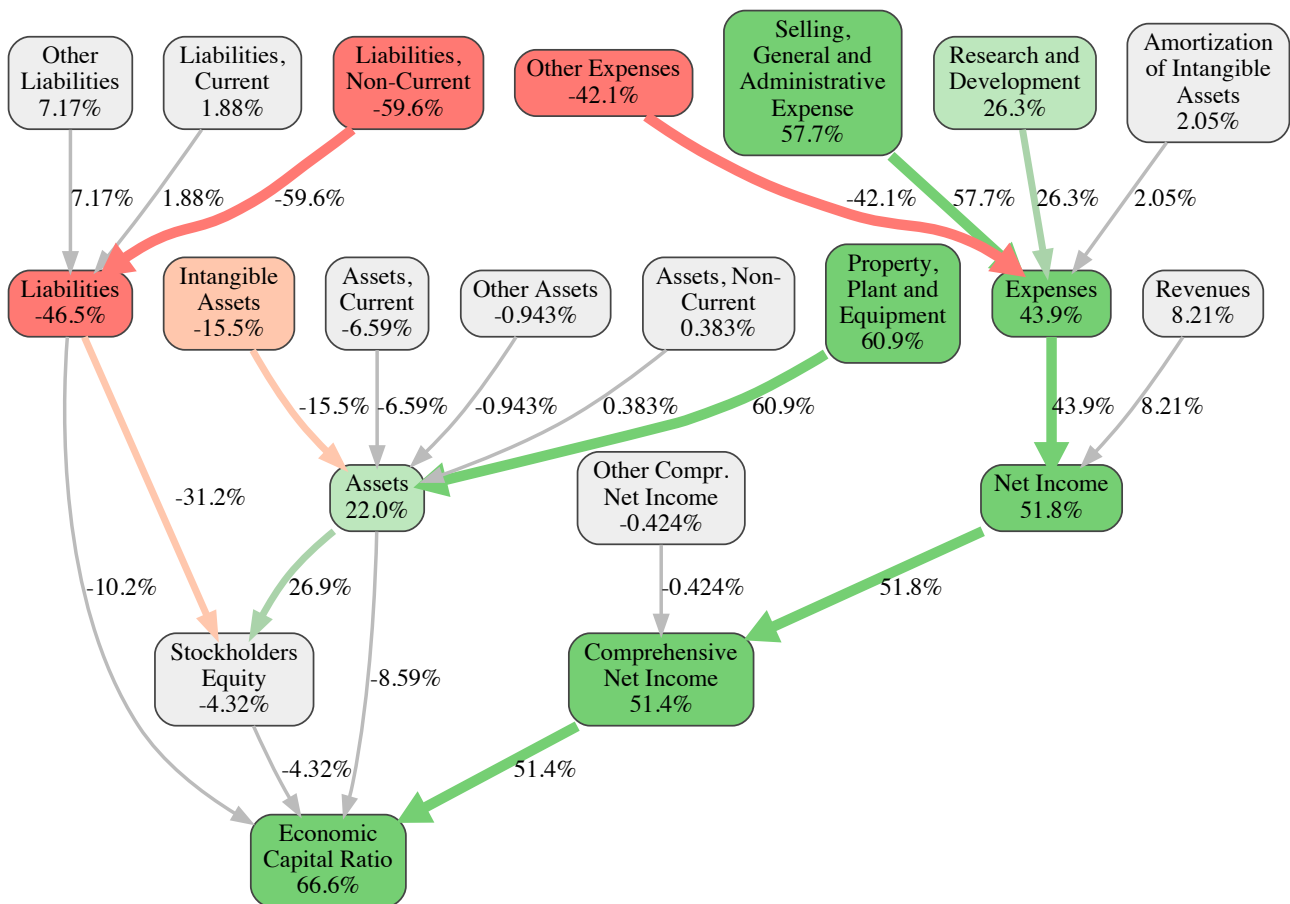 Other
Liabilities
7.17%
Liabilities,
Current
1.88%
Liabilities,
Non-Current
-59.6%
Other Expenses
-42.1%
Selling,
General and
Administrative
Expense
57.7%
Research and
Development
26.3%
Amortization
of Intangible
Assets
2.05%
7.17%
1.88%
-59.6%
-42.1%
57.7%
26.3%
2.05%
Liabilities
-46.5%
Intangible
Assets
-15.5%
Assets,
Current
-6.59%
Other Assets
-0.943%
Assets, Non-
Current
0.383%
Property,
Plant and
Equipment
60.9%
Expenses
43.9%
Revenues
8.21%
-15.5%
-6.59%
-0.943%
0.383%
60.9%
43.9%
8.21%
Assets
22.0%
Other Compr.
Net Income
-0.424%
Net Income
51.8%
-31.2%
-10.2%
26.9%
-0.424%
51.8%
Stockholders
Equity
-4.32%
-8.59%
Comprehensive
Net Income
51.4%
-4.32%
51.4%
Economic
Capital Ratio
66.6%